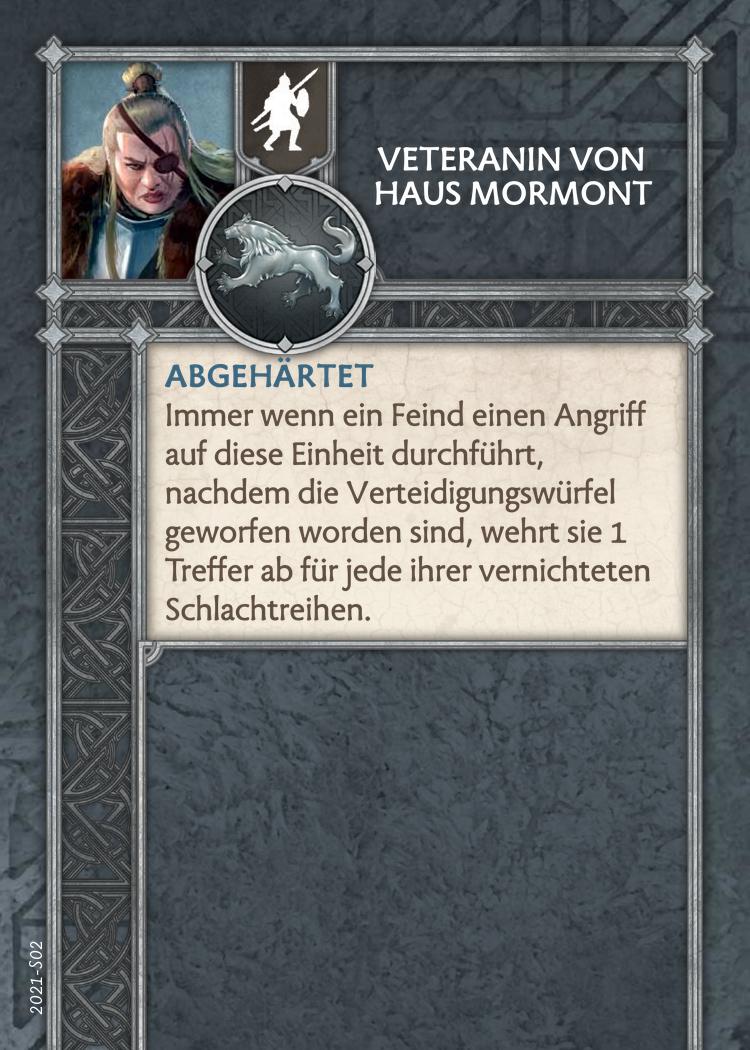 VETERANIN VON
HAUS MORMONT
ABGEHÄRTET
Immer wenn ein Feind einen Angriff
auf diese Einheit durchführt,
nachdem die Verteidigungswürfel
geworfen worden sind, wehrt sie 1
Treffer ab für jede ihrer vernichteten
Schlachtreihen.
2021-S02